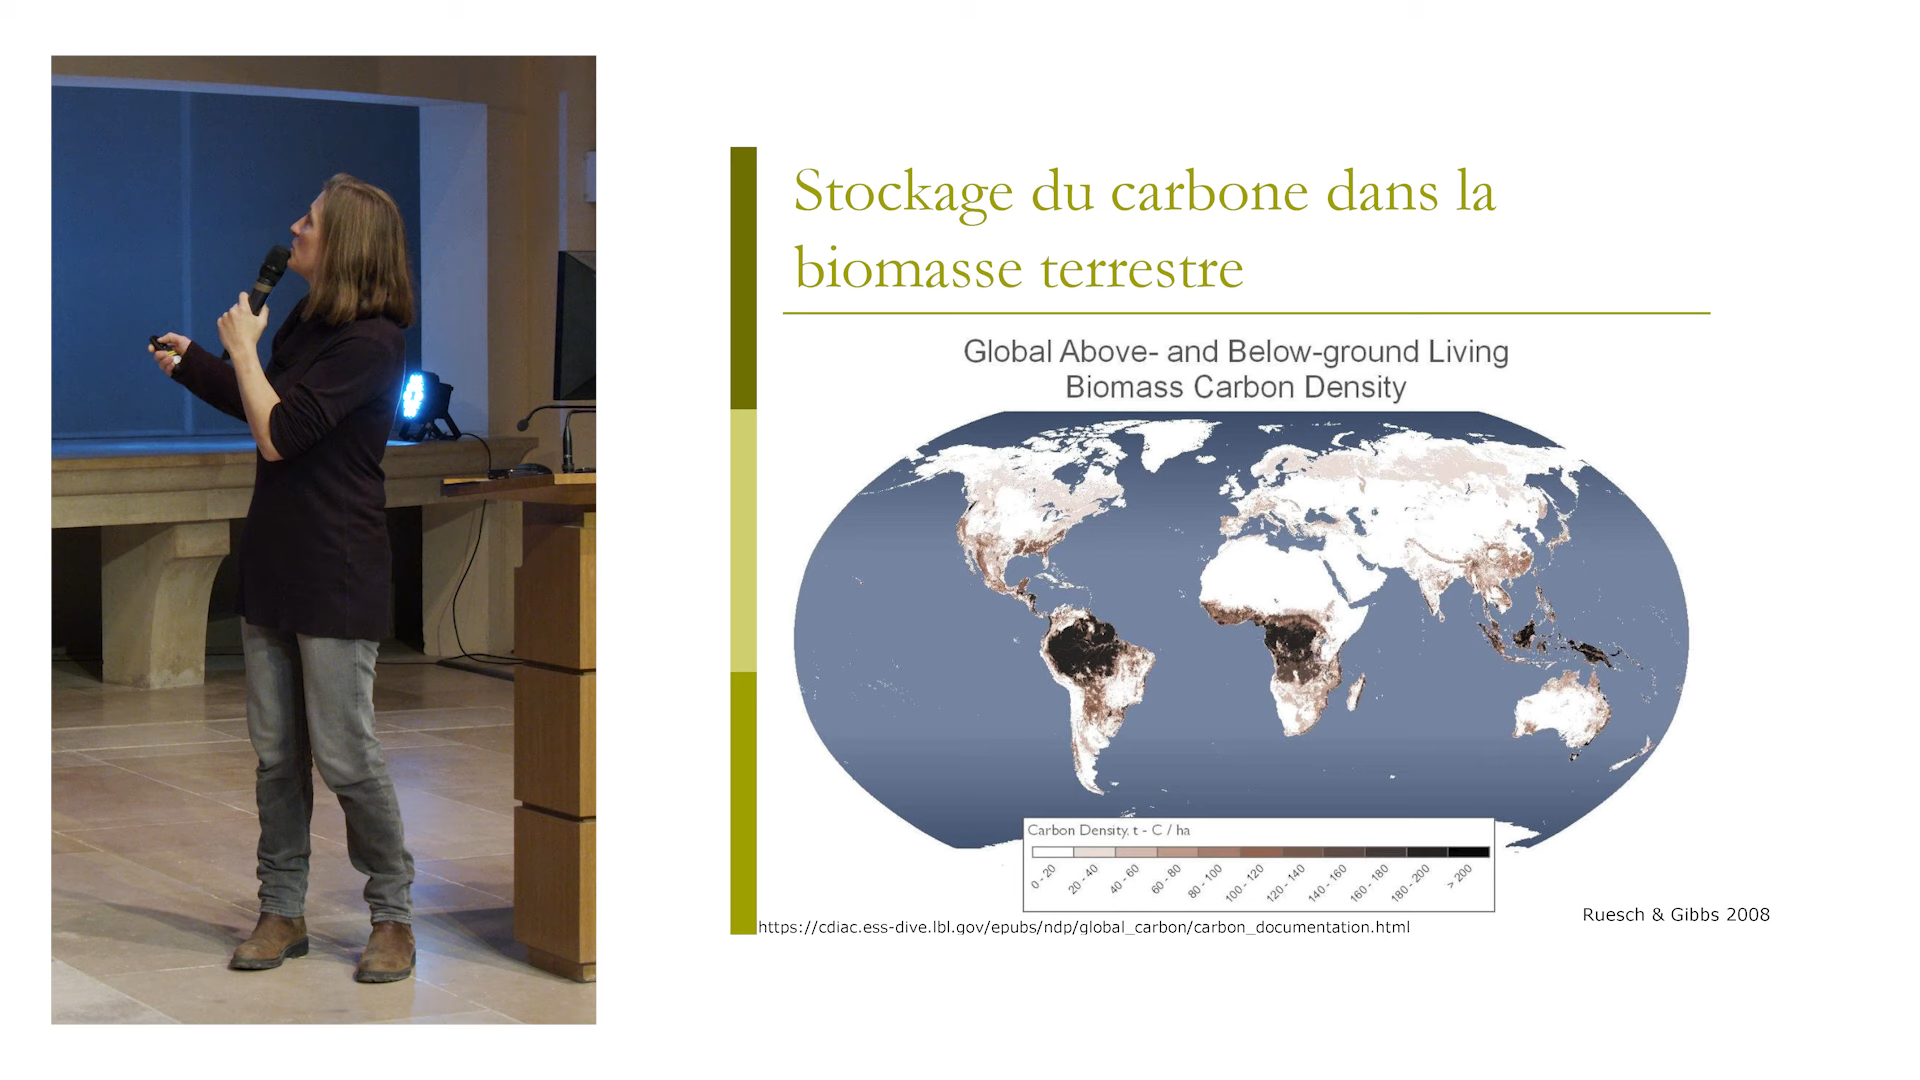 Stockage du carbone dans la
biomasse terrestre
Global Above- and Below-ground Living
Biomass Carbon Density
Carbon Density, t - C / ha
0 - 20
20 - 40
40 - 60
60 - 80
80 - 100
100 - 120
120 - 140
140 - 160
160 - 180
180 - 200
> 200
Ruesch & Gibbs 2008
https://cdiac.ess-dive.lbl.gov/epubs/ndp/global_carbon/carbon_documentation.html